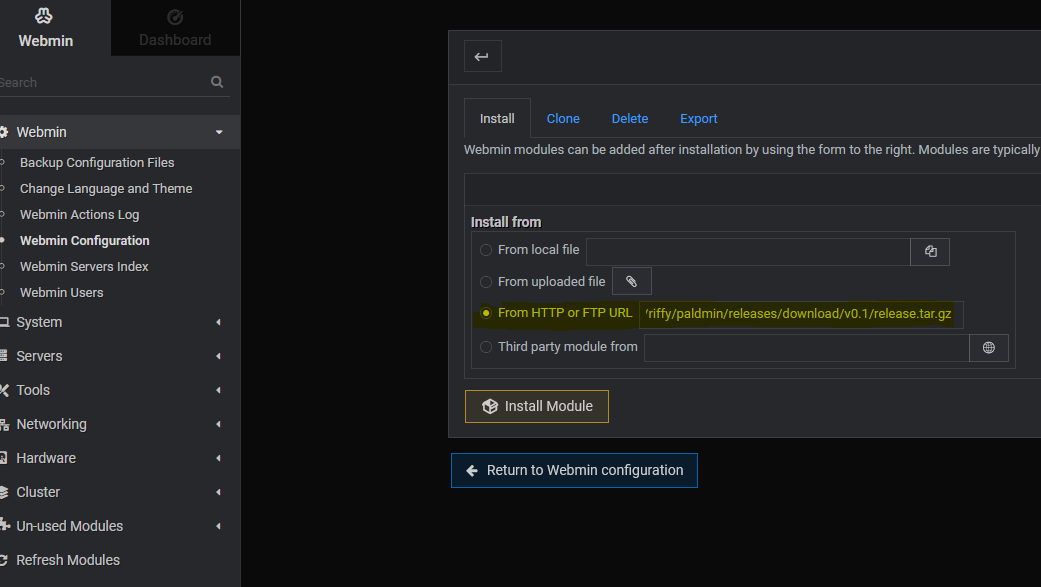 Webmin
Dashboard
Search
Webmin
Backup Configuration Files
Change Language and Theme
Webmin Actions Log
Webmin Configuration
Webmin Servers Index
Webmin Users
System
Servers
Tools
Networking
Hardware
Cluster
Un-used Modules
Refresh Modules
Install Clone Delete Export
Webmin modules can be added after installation by using the form to the right. Modules are typically
Install from
From local file
From uploaded file
From HTTP or FTP URL /riffy/paldmin/releases/download/v0.1/release.tar.gz
Third party module from
Install Module
Return to Webmin configuration